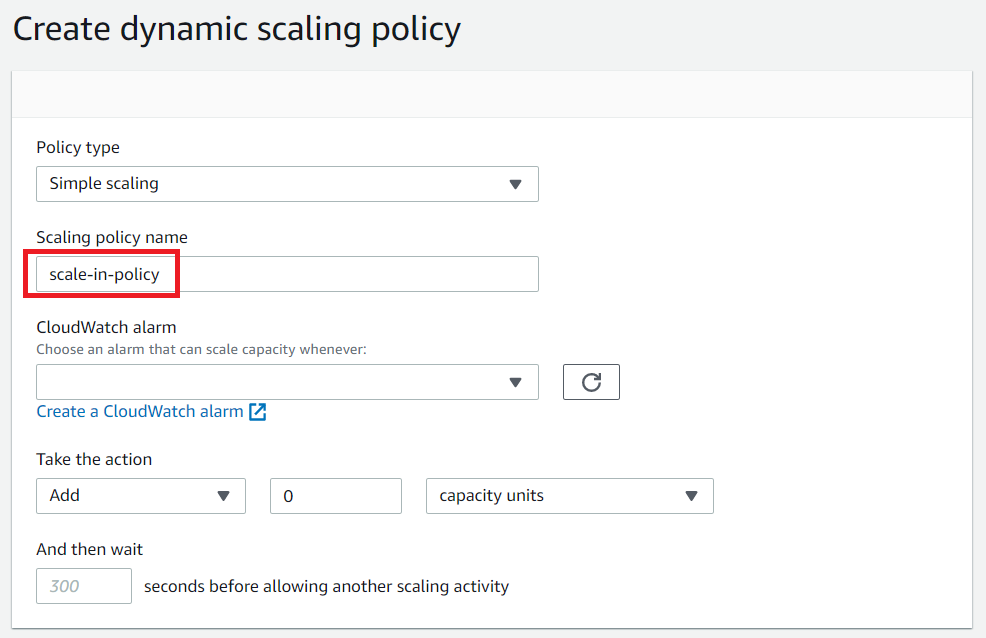 Create dynamic scaling policy
Policy type
Simple scaling
Scaling policy name
scale-in-policy
CloudWatch alarm
Choose an alarm that can scale capacity whenever:
Create a CloudWatch alarm
Take the action
Add 0 capacity units
And then wait
300 seconds before allowing another scaling activity